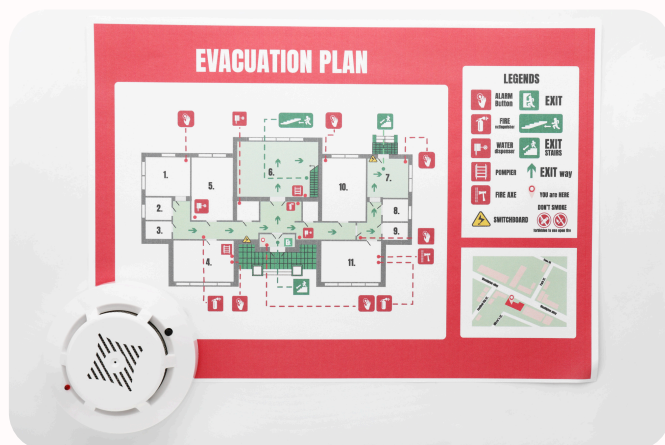 EVACUATION PLAN
1.
5.
6.
10.
7.
2.
3.
8.
9.
4.
11.
LEGENDS
ALARM
Button
EXIT
FIRE
extinguisher
WATER
dispenser
EXIT
STAIRS
POMPIER
EXIT way
FIRE AXE
YOU are HERE
SWITCHBOARD
DON'T SMOKE